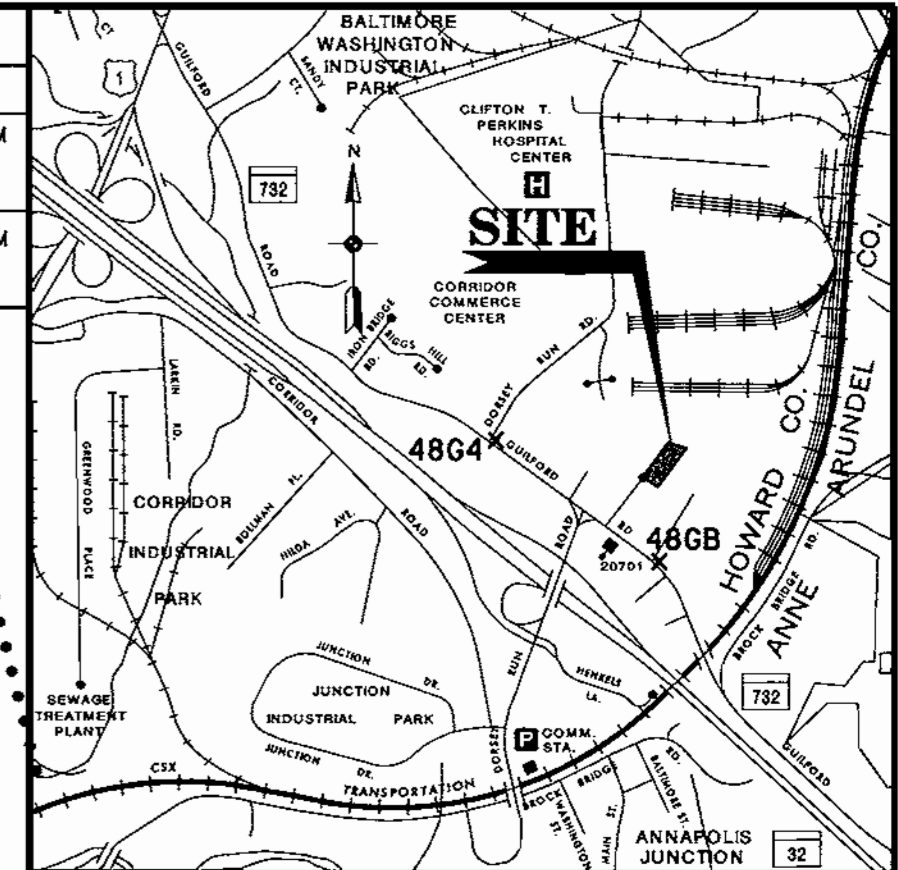 BALTIMORE
WASHINGTON
INDUSTRIAL
PARK
CT
GUILFORD
SANDY
CT.
1
M
732
N
CLIFTON T.
PERKINS
HOSPITAL
CENTER
H
SITE
ROAD
M
CORRIDOR
COMMERCE
CENTER
CO.
IRON BRIDGE
RD.
BIGGS HILL
RD.
DORSEY RUN RD.
LARKIN RD.
CORRIDOR
ROAD
48G4
GUILFORD
RD
CO.
ARUNDEL
GREENWOOD
PLACE
CORRIDOR
INDUSTRIAL
PARK
DOLLMAN PL.
HILDA AVE.
ROAD
48GB
20701
HOWARD
ANNE
BROCK BRIDGE RD.
JUNCTION
DR.
JUNCTION
INDUSTRIAL PARK
JUNCTION
DR.
RUN
DORSEY
HENKELS
LA.
732
GUILFORD
SEWAGE
TREATMENT
PLANT
P
COMM.
STA.
CSX
TRANSPORTATION
BROCK BRIDGE
RD.
WASHINGTON
ST.
MAIN ST.
BALTIMORE ST.
ANNAPOLIS
JUNCTION
32